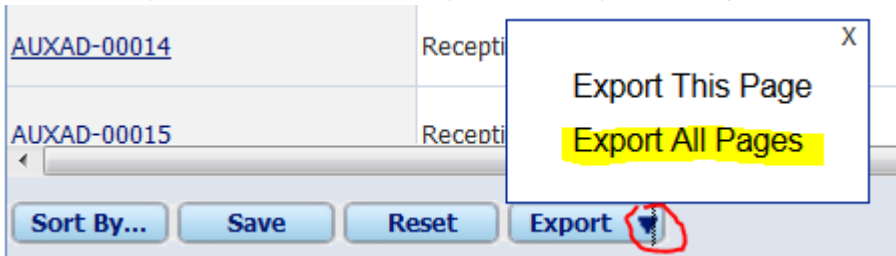 AUXAD-00014 Recepti
X
Export This Page
Export All Pages
AUXAD-00015 Recepti
Sort By... Save Reset Export